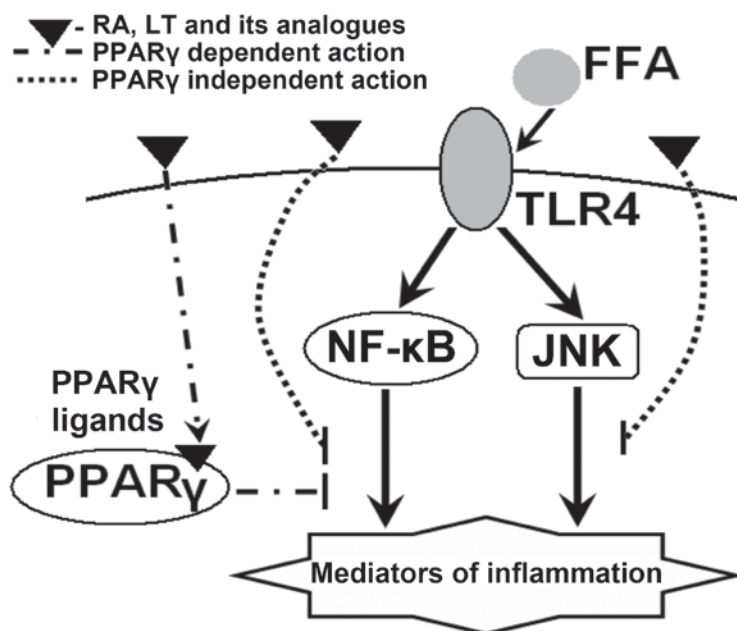 - RA, LT and its analogues
PPARγ dependent action
PPARγ independent action
FFA
TLR4
NF-κB
JNK
PPARγ
ligands
PPARγ
Mediators of inflammation